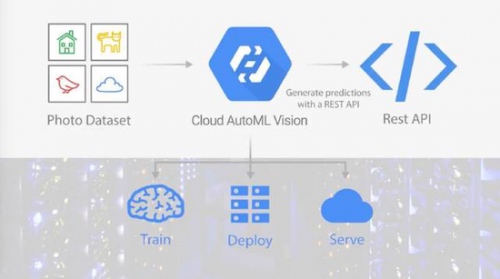 Generate predictions
with a REST API
Photo Dataset
Cloud AutoML Vision
Rest API
Train
Deploy
Serve